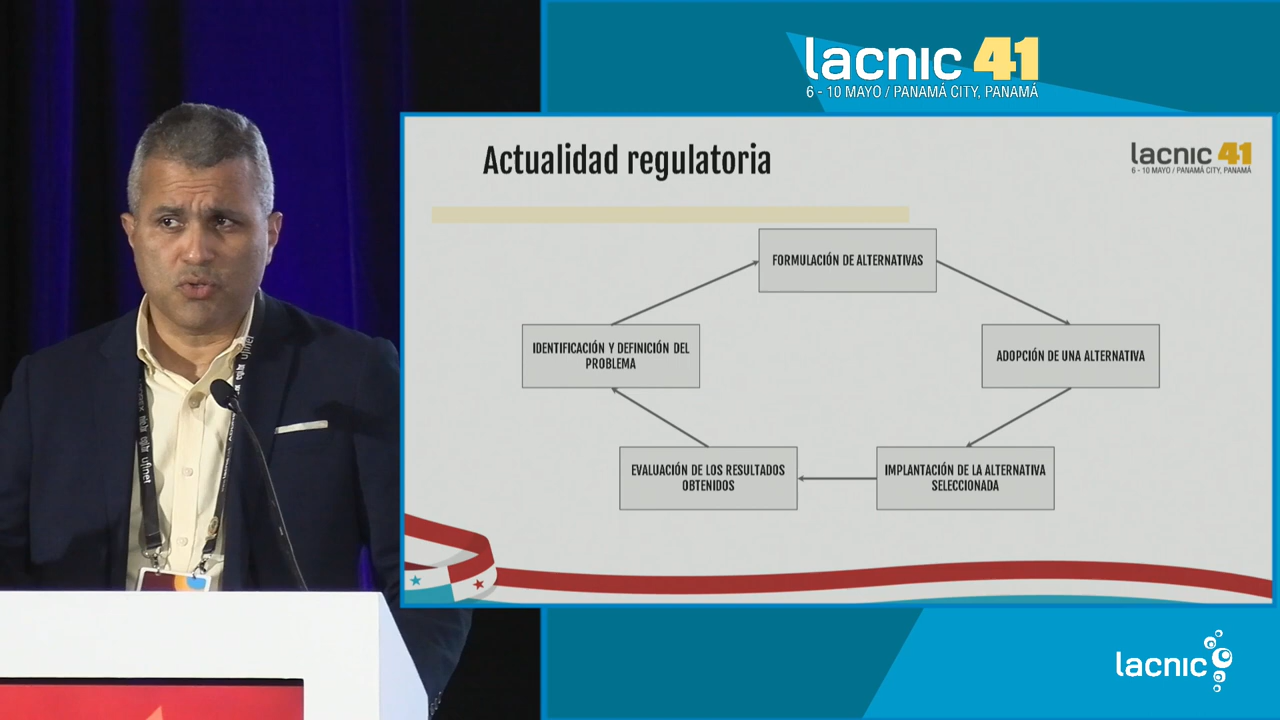 lacnic 41
6 - 10 MAYO / PANAMÁ CITY, PANAMÁ
Actualidad regulatoria
lacnic 41
6 - 10 MAYO / PANAMÁ CITY, PANAMÁ
FORMULACIÓN DE ALTERNATIVAS
IDENTIFICACIÓN Y DEFINICIÓN DEL
PROBLEMA
ADOPCIÓN DE UNA ALTERNATIVA
EVALUACIÓN DE LOS RESULTADOS
OBTENIDOS
IMPLANTACIÓN DE LA ALTERNATIVA
SELECCIONADA
ufinet
lacnic